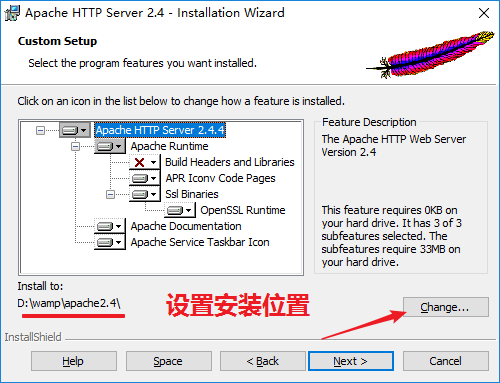 Apache HTTP Server 2.4 - Installation Wizard
Custom Setup
Select the program features you want installed.
Click on an icon in the list below to change how a feature is installed.
Apache HTTP Server 2.4.4
Apache Runtime
Build Headers and Libraries
APR Iconv Code Pages
Ssl Binaries
OpenSSL Runtime
Apache Documentation
Apache Service Taskbar Icon
Feature Description
The Apache HTTP Web Server
Version 2.4
This feature requires 0KB on
your hard drive. It has 3 of 3
subfeatures selected. The
subfeatures require 33MB on
your hard drive.
Install to:
D:\wamp\apache2.4\
设置安装位置
Change...
InstallShield
Help
Space
< Back
Next >
Cancel